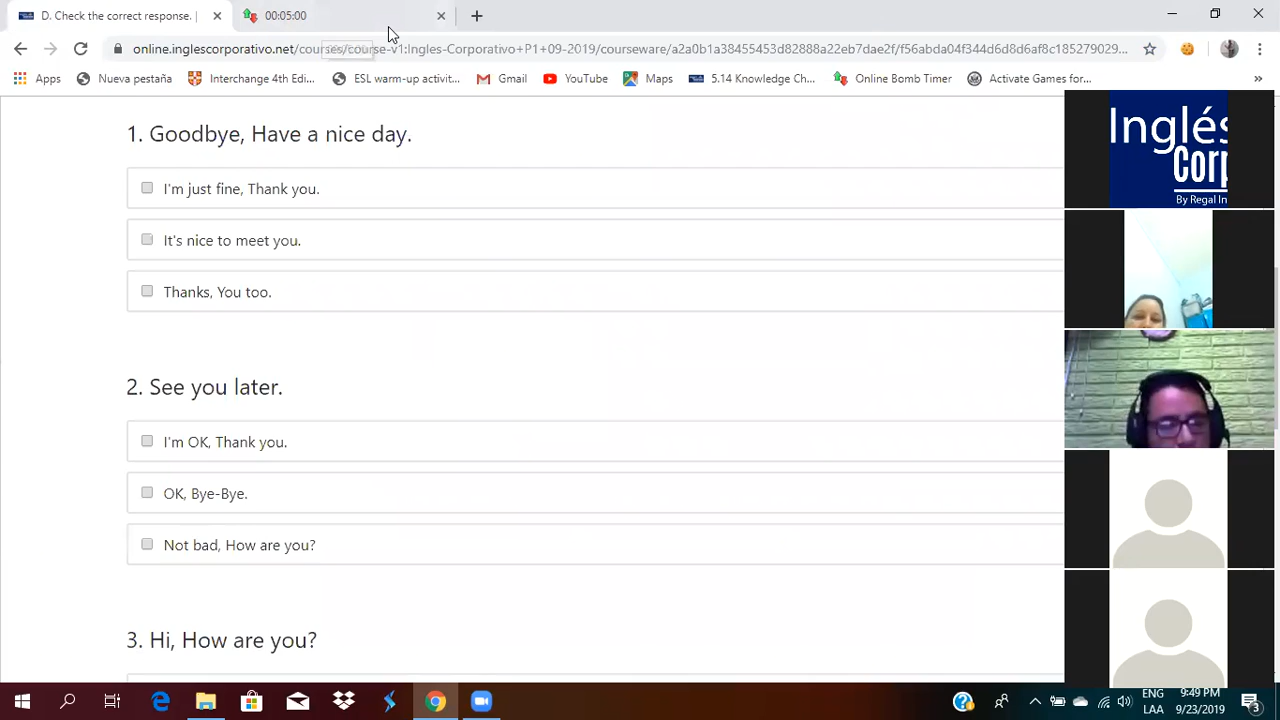 D. Check the correct response. |
00:05:00
online.inglescorporativo.net/courses/course-v1:Ingles-Corporativo+P1+09-2019/courseware/a2a0b1a38455453d82888a22eb7dae2f/f56abda04f344d6d8d6af8c185279029...
Apps
Nueva pestaña
Interchange 4th Edi...
ESL warm-up activit...
Gmail
YouTube
Maps
5.14 Knowledge Ch...
Online Bomb Timer
Activate Games for...
»
1. Goodbye, Have a nice day.
I'm just fine, Thank you.
It's nice to meet you.
Thanks, You too.
2. See you later.
I'm OK, Thank you.
OK, Bye-Bye.
Not bad, How are you?
3. Hi, How are you?
Inglés
Corp
By Regal In
ENG
LAA
9:49 PM
9/23/2019
3